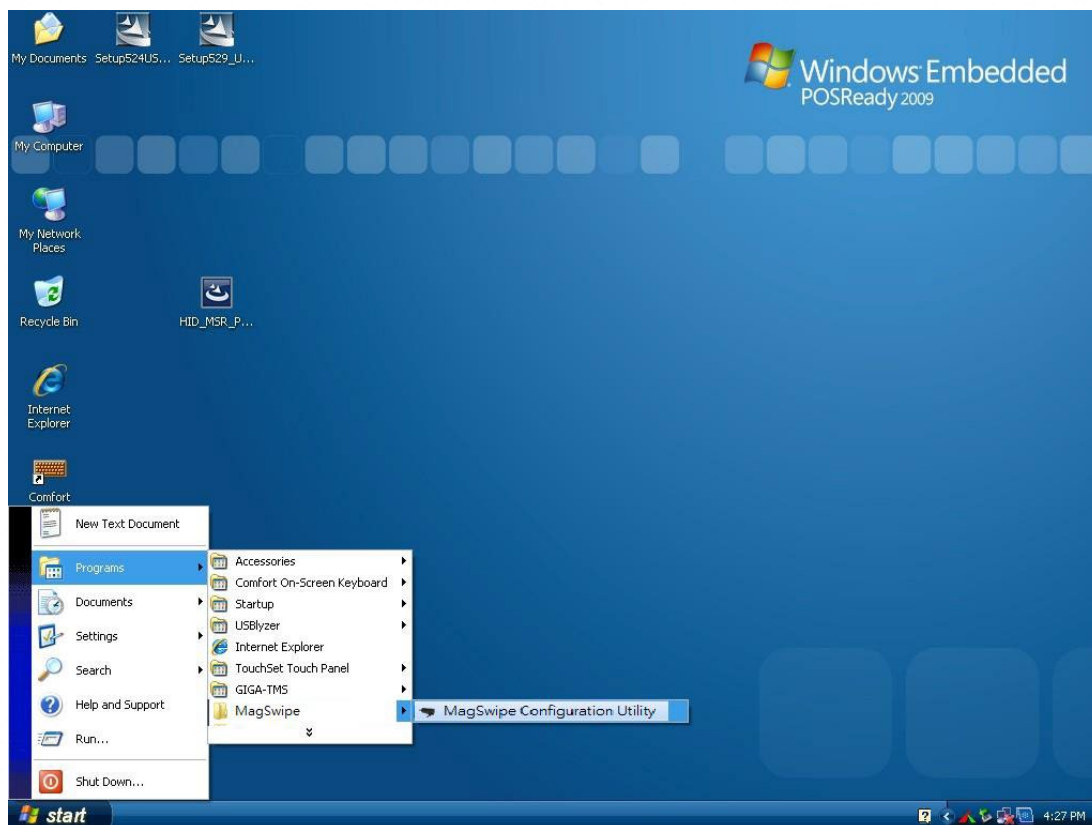 My Documents
Setup524US...
Setup529_U...
Windows Embedded
POSReady 2009
My Computer
My Network
Places
Recycle Bin
HID_MSR_P...
Internet
Explorer
Comfort
New Text Document
Programs
Documents
Settings
Search
Help and Support
Run...
Shut Down...
Accessories
Comfort On-Screen Keyboard
Startup
USBlyzer
Internet Explorer
TouchSet Touch Panel
GIGA-TMS
MagSwipe
MagSwipe Configuration Utility
start
4:27 PM